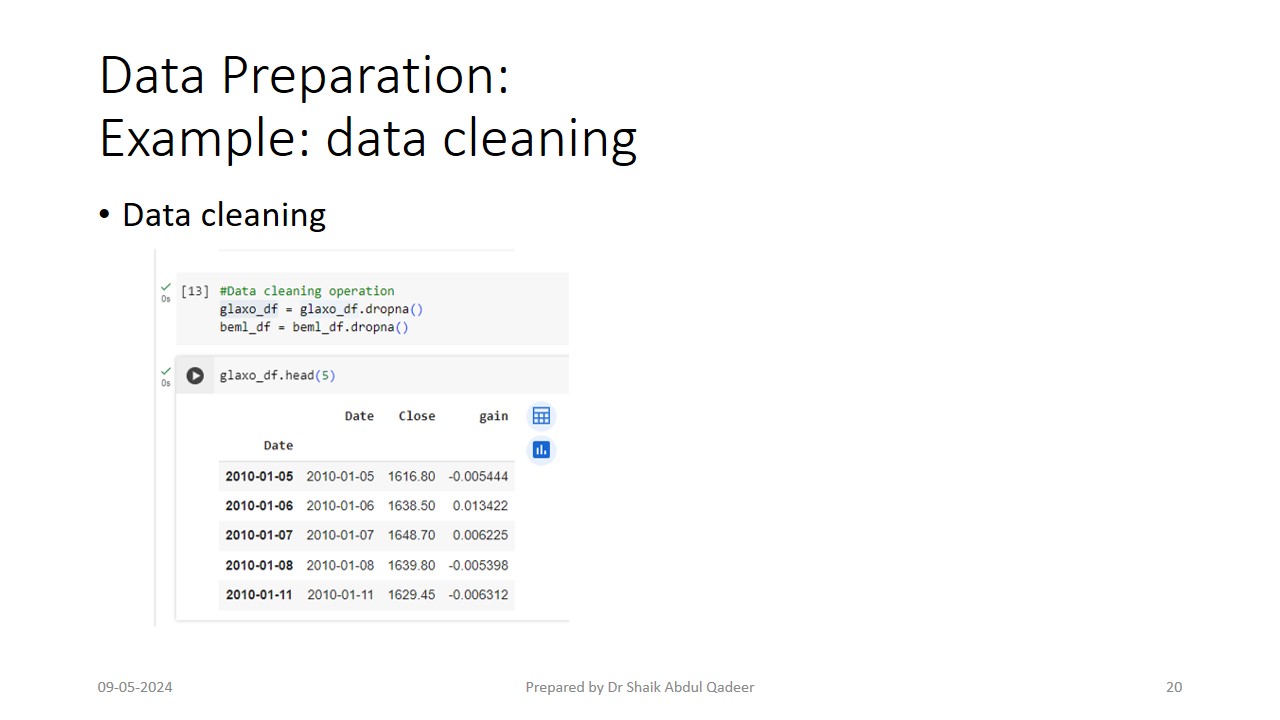 Data Preparation:
Example: data cleaning
• Data cleaning
[13] #Data cleaning operation
0s
glaxo_df = glaxo_df.dropna()
beml_df = beml_df.dropna()
glaxo_df.head(5)
0s
Date Close gain
Date
2010-01-05 2010-01-05 1616.80 -0.005444
2010-01-06 2010-01-06 1638.50 0.013422
2010-01-07 2010-01-07 1648.70 0.006225
2010-01-08 2010-01-08 1639.80 -0.005398
2010-01-11 2010-01-11 1629.45 -0.006312
09-05-2024 Prepared by Dr Shaik Abdul Qadeer 20